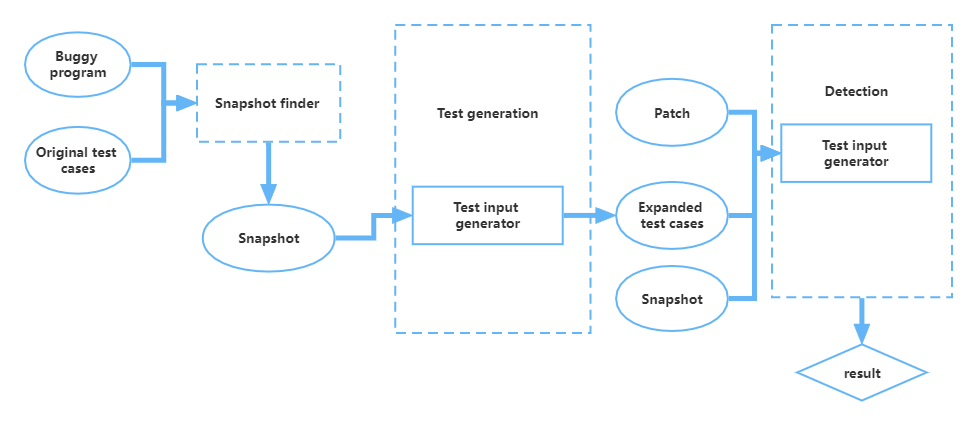 Buggy
program
Original test
cases
Snapshot finder
Snapshot
Test generation
Test input
generator
Patch
Expanded
test cases
Snapshot
Detection
Test input
generator
result